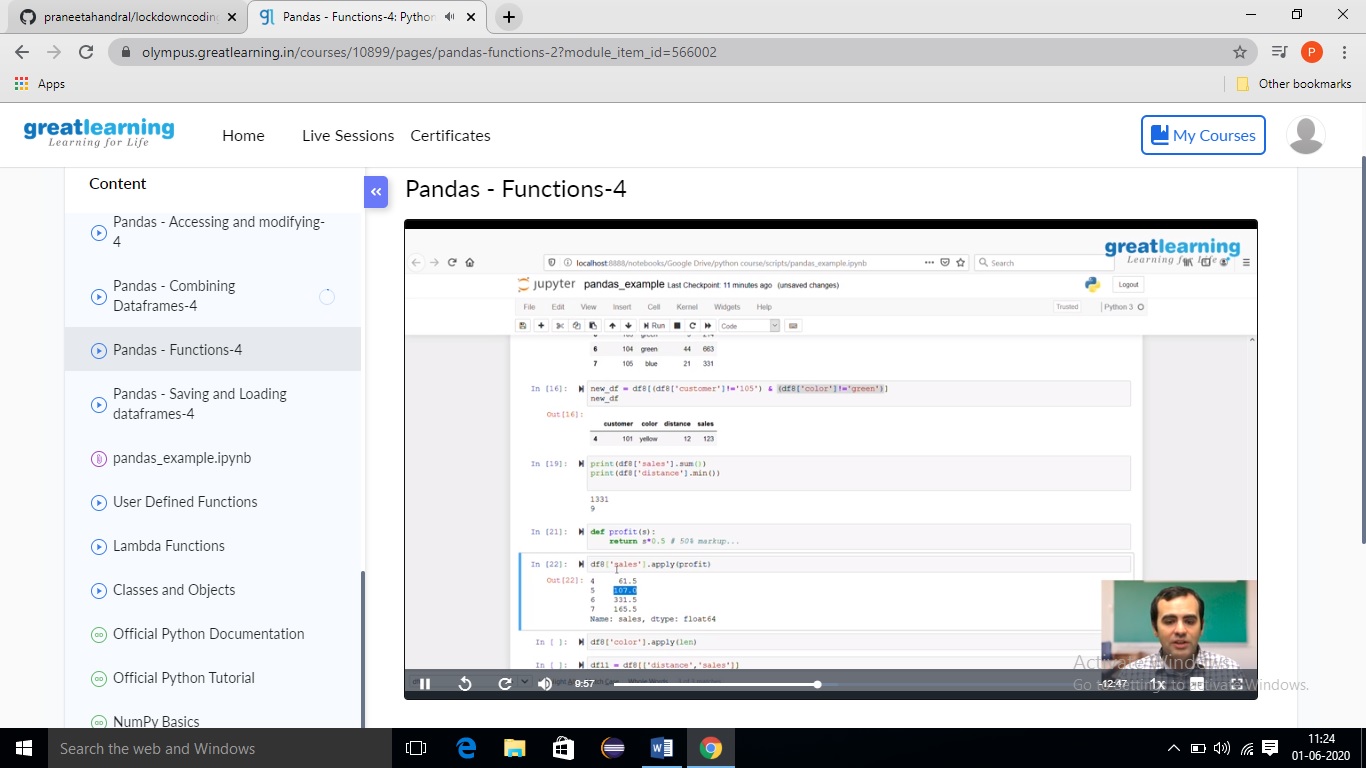 praneetahandral/lockdowncoding
Pandas - Functions-4: Python
olympus.greatlearning.in/courses/10899/pages/pandas-functions-2?module_item_id=566002
P
Apps
Other bookmarks
greatlearning
Learning for Life
Home
Live Sessions
Certificates
My Courses
Content
Pandas - Accessing and modifying-
4
Pandas - Combining
Dataframes-4
Pandas - Functions-4
Pandas - Saving and Loading
dataframes-4
pandas_example.ipynb
User Defined Functions
Lambda Functions
Classes and Objects
Official Python Documentation
Official Python Tutorial
NumPy Basics
Pandas - Functions-4
greatlearning
Learning for Life
localhost:8888/notebooks/Google Drive/python course/scripts/pandas_example.ipynb
Search
jupyter pandas_example Last Checkpoint: 11 minutes ago (unsaved changes)
Logout
File Edit View Insert Cell Kernel Widgets Help
Trusted
Python 3
Run
Code
6 104 green 44 663
7 105 blue 21 331
In [16]: new_df = df8[(df8['customer']!='105') & (df8['color']!='green')]
new_df
Out[16]:
customer color distance sales
4 101 yellow 12 123
In [19]: print(df8['sales'].sum())
print(df8['distance'].min())
1331
9
In [21]: def profit(s):
return s*0.5 # 50% markup...
In [22]: df8['sales'].apply(profit)
Out[22]: 4 61.5
5 107.0
6 331.5
7 165.5
Name: sales, dtype: float64
In [ ]: df8['color'].apply(len)
In [ ]: df11 = df8[['distance','sales']]
9:57
-12:47
1x
Activate Windows
Go to Settings to activate Windows.
Search the web and Windows
11:24
01-06-2020